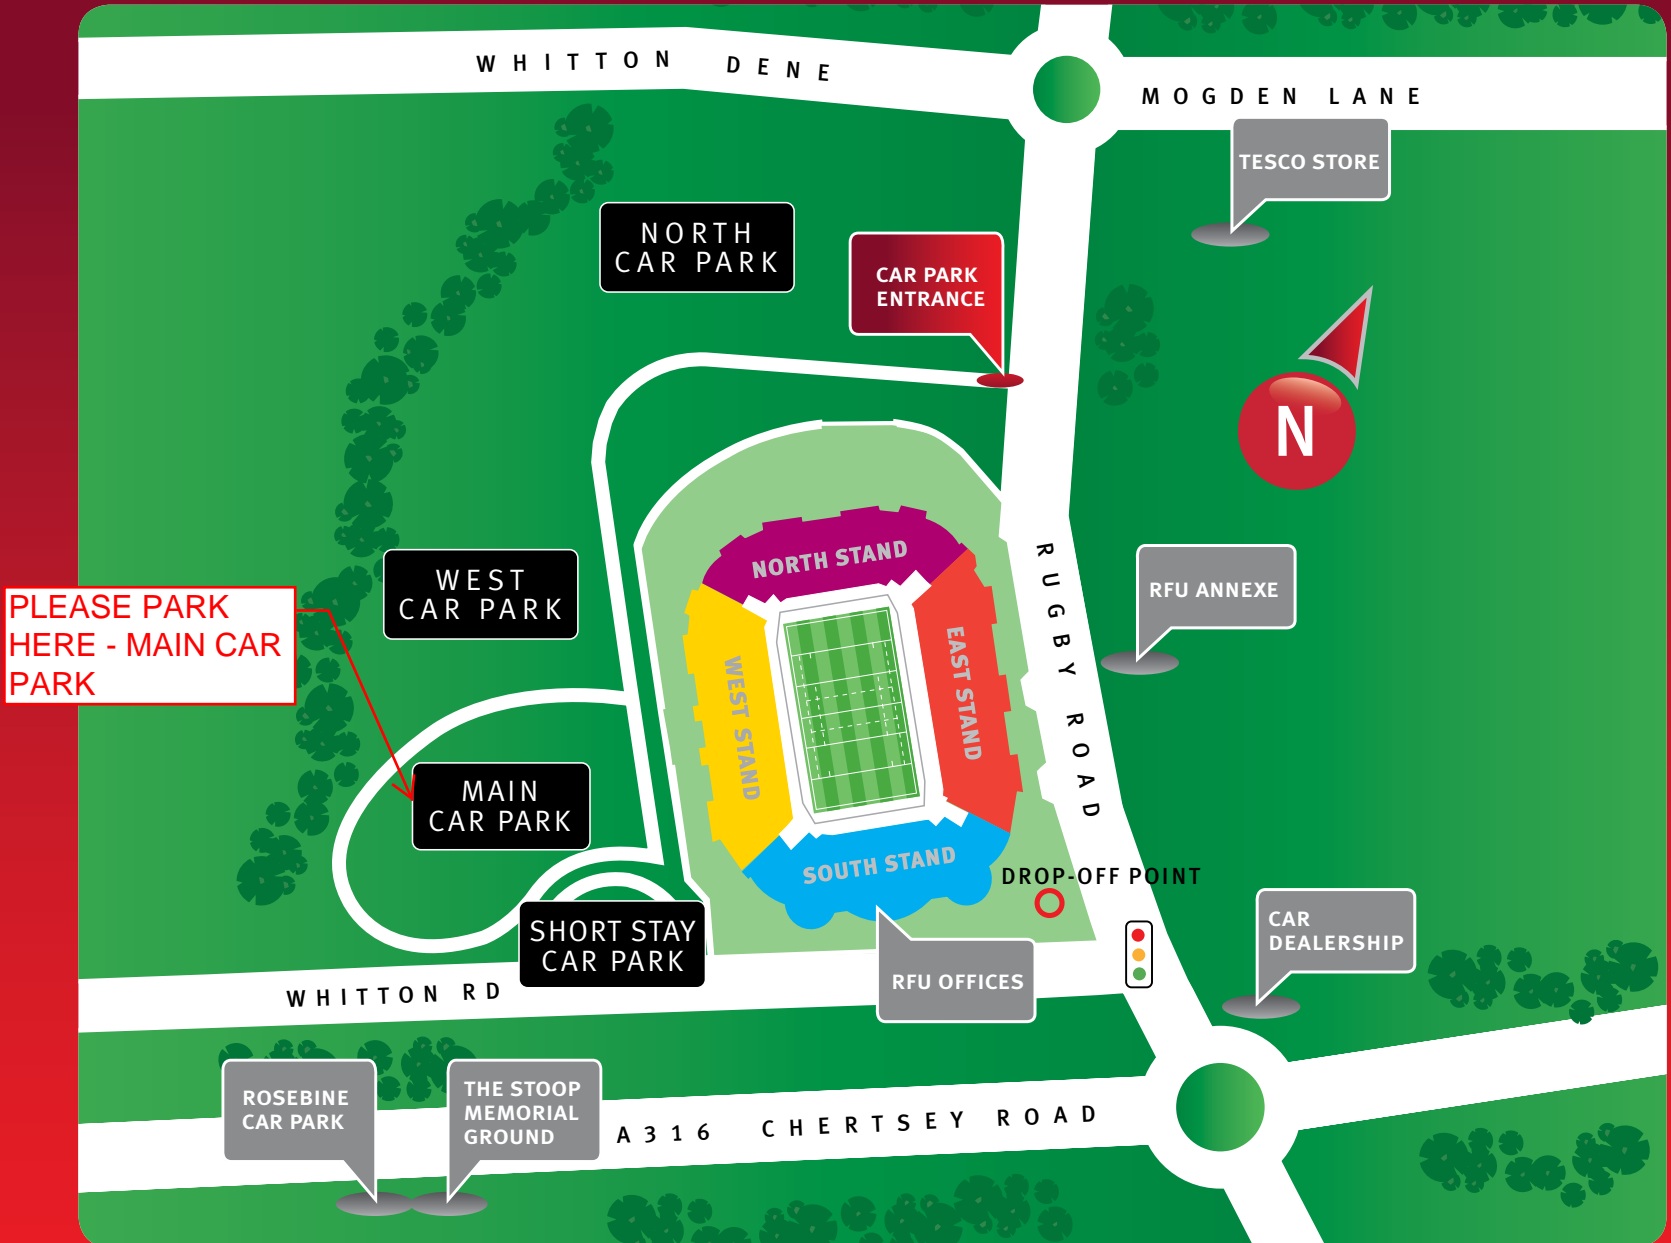 WHITTON DENE
MOGDEN LANE
TESCO STORE
NORTH
CAR PARK
CAR PARK
ENTRANCE
N
NORTH STAND
RUGBY ROAD
WEST
CAR PARK
RFU ANNEXE
PLEASE PARK
HERE - MAIN CAR
PARK
WEST STAND
EAST STAND
MAIN
CAR PARK
SOUTH STAND
DROP-OFF POINT
SHORT STAY
CAR PARK
CAR
DEALERSHIP
RFU OFFICES
WHITTON RD
ROSEBINE
CAR PARK
THE STOOP
MEMORIAL
GROUND
A316 CHERTSEY ROAD